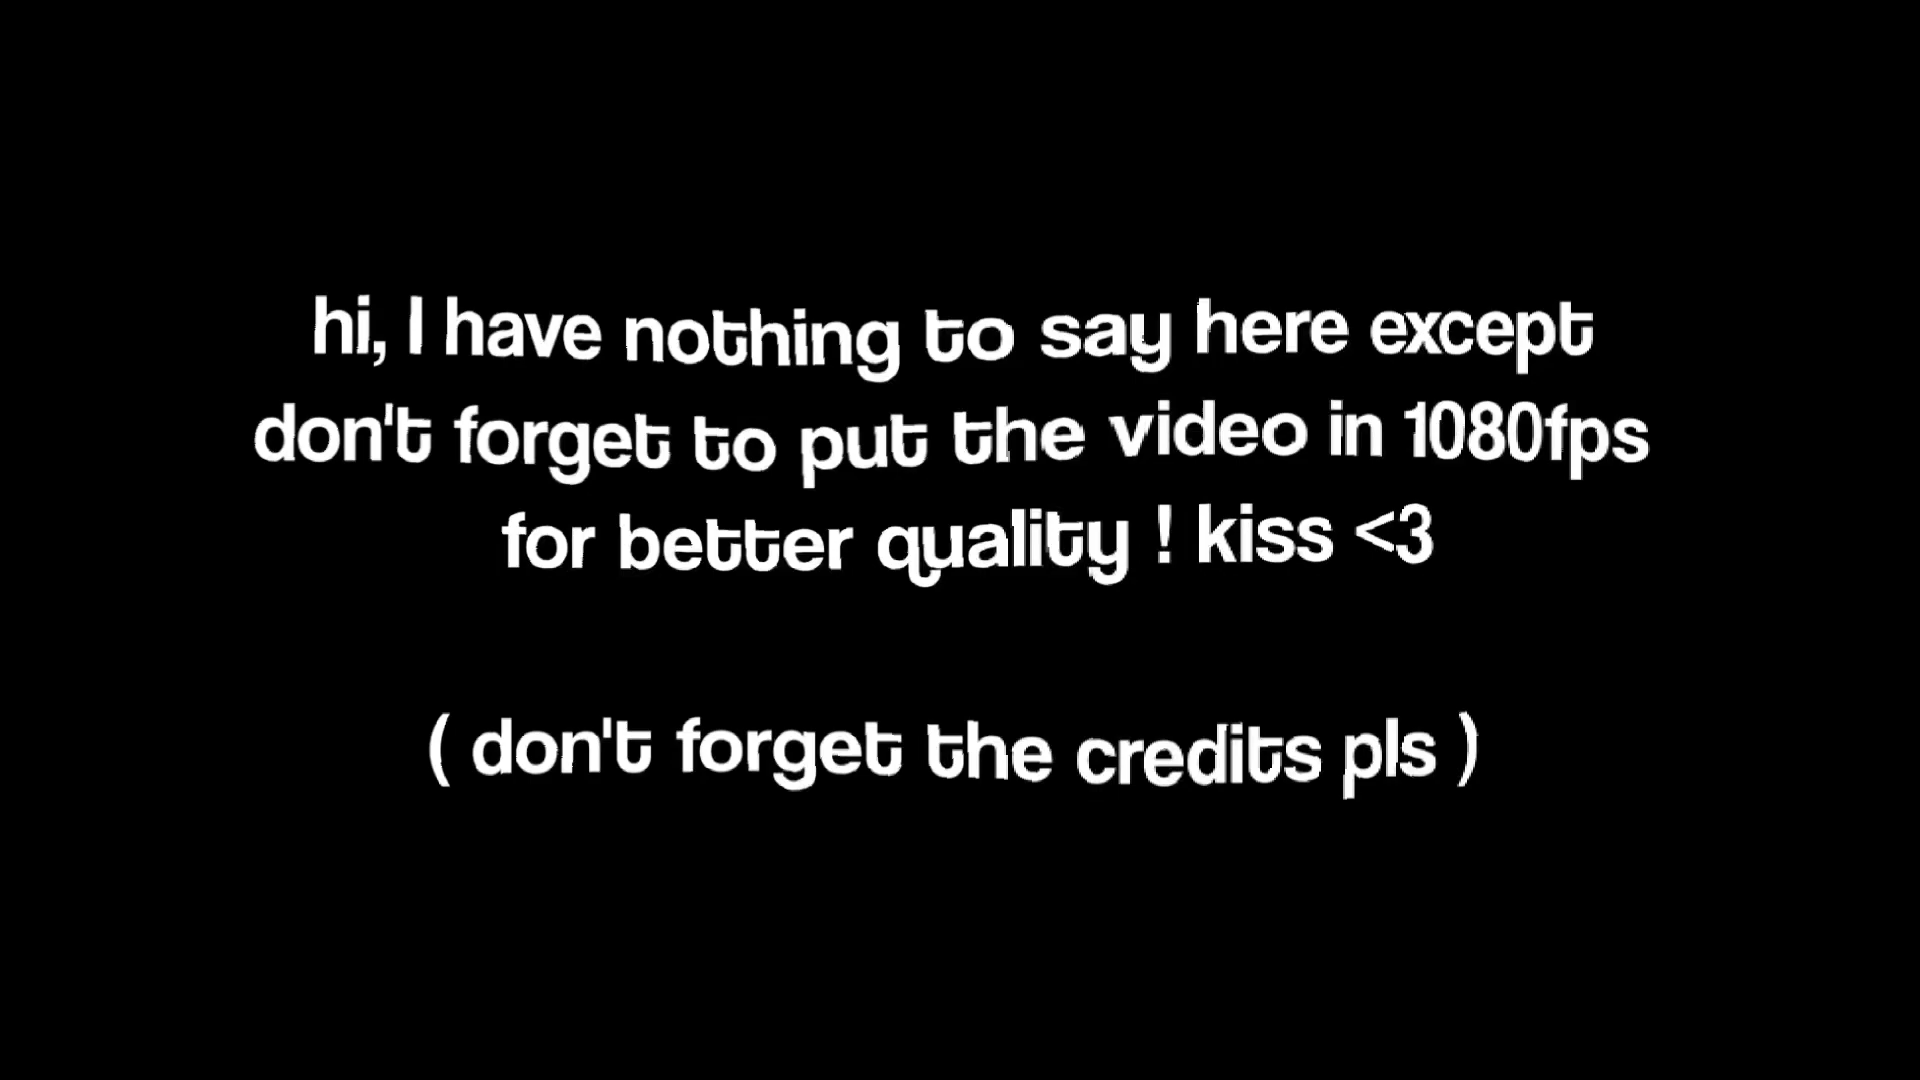 hi, I have nothing to say here except
don't forget to put the video in 1080fps
for better quality ! kiss <3
( don't forget the credits pls )